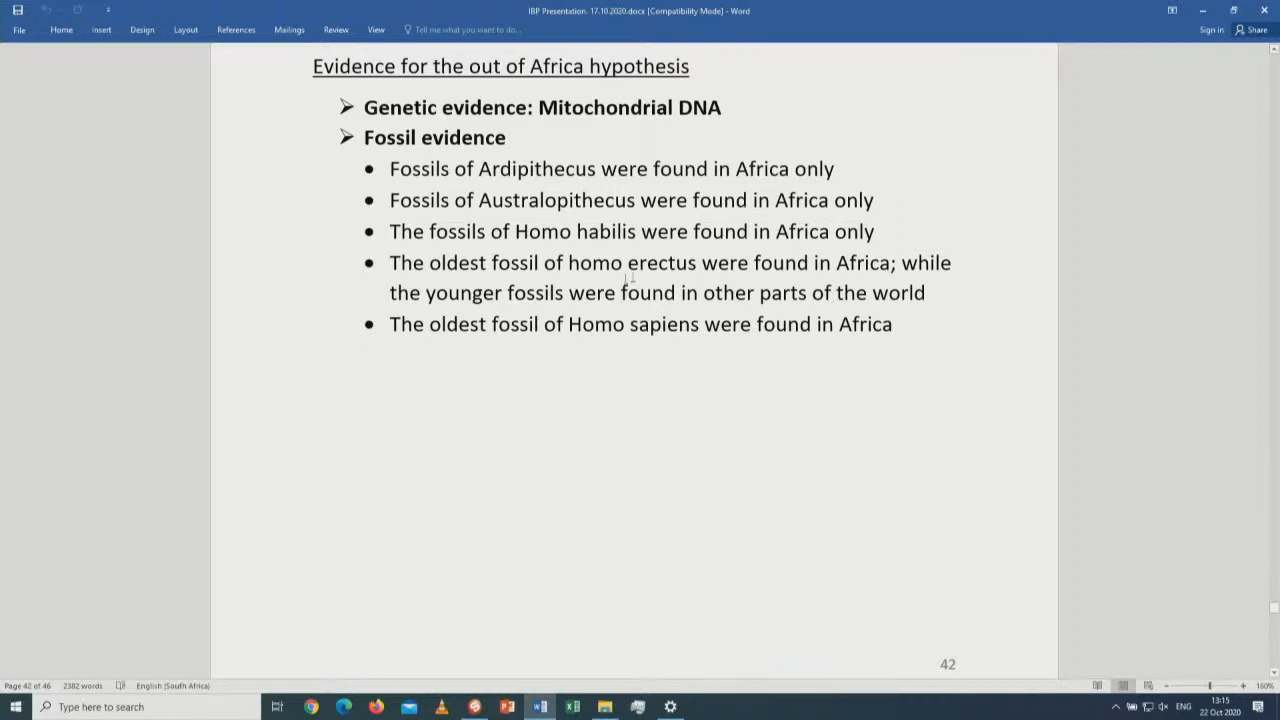 IBP Presentation. 17.10.2020.docx [Compatibility Mode] - Word
File Home Insert Design Layout References Mailings Review View Tell me what you want to do... Sign in Share
Evidence for the out of Africa hypothesis
➢ Genetic evidence: Mitochondrial DNA
➢ Fossil evidence
• Fossils of Ardipithecus were found in Africa only
• Fossils of Australopithecus were found in Africa only
• The fossils of Homo habilis were found in Africa only
• The oldest fossil of homo erectus were found in Africa; while
the younger fossils were found in other parts of the world
• The oldest fossil of Homo sapiens were found in Africa
42
Page 42 of 46 2382 words English (South Africa) 160%
Type here to search ENG 13:15
22 Oct 2020